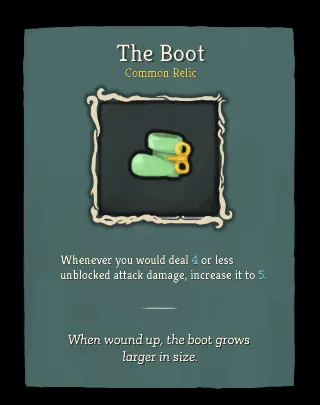 The Boot
Common Relic
Whenever you would deal 4 or less
unblocked attack damage, increase it to 5.
When wound up, the boot grows
larger in size.